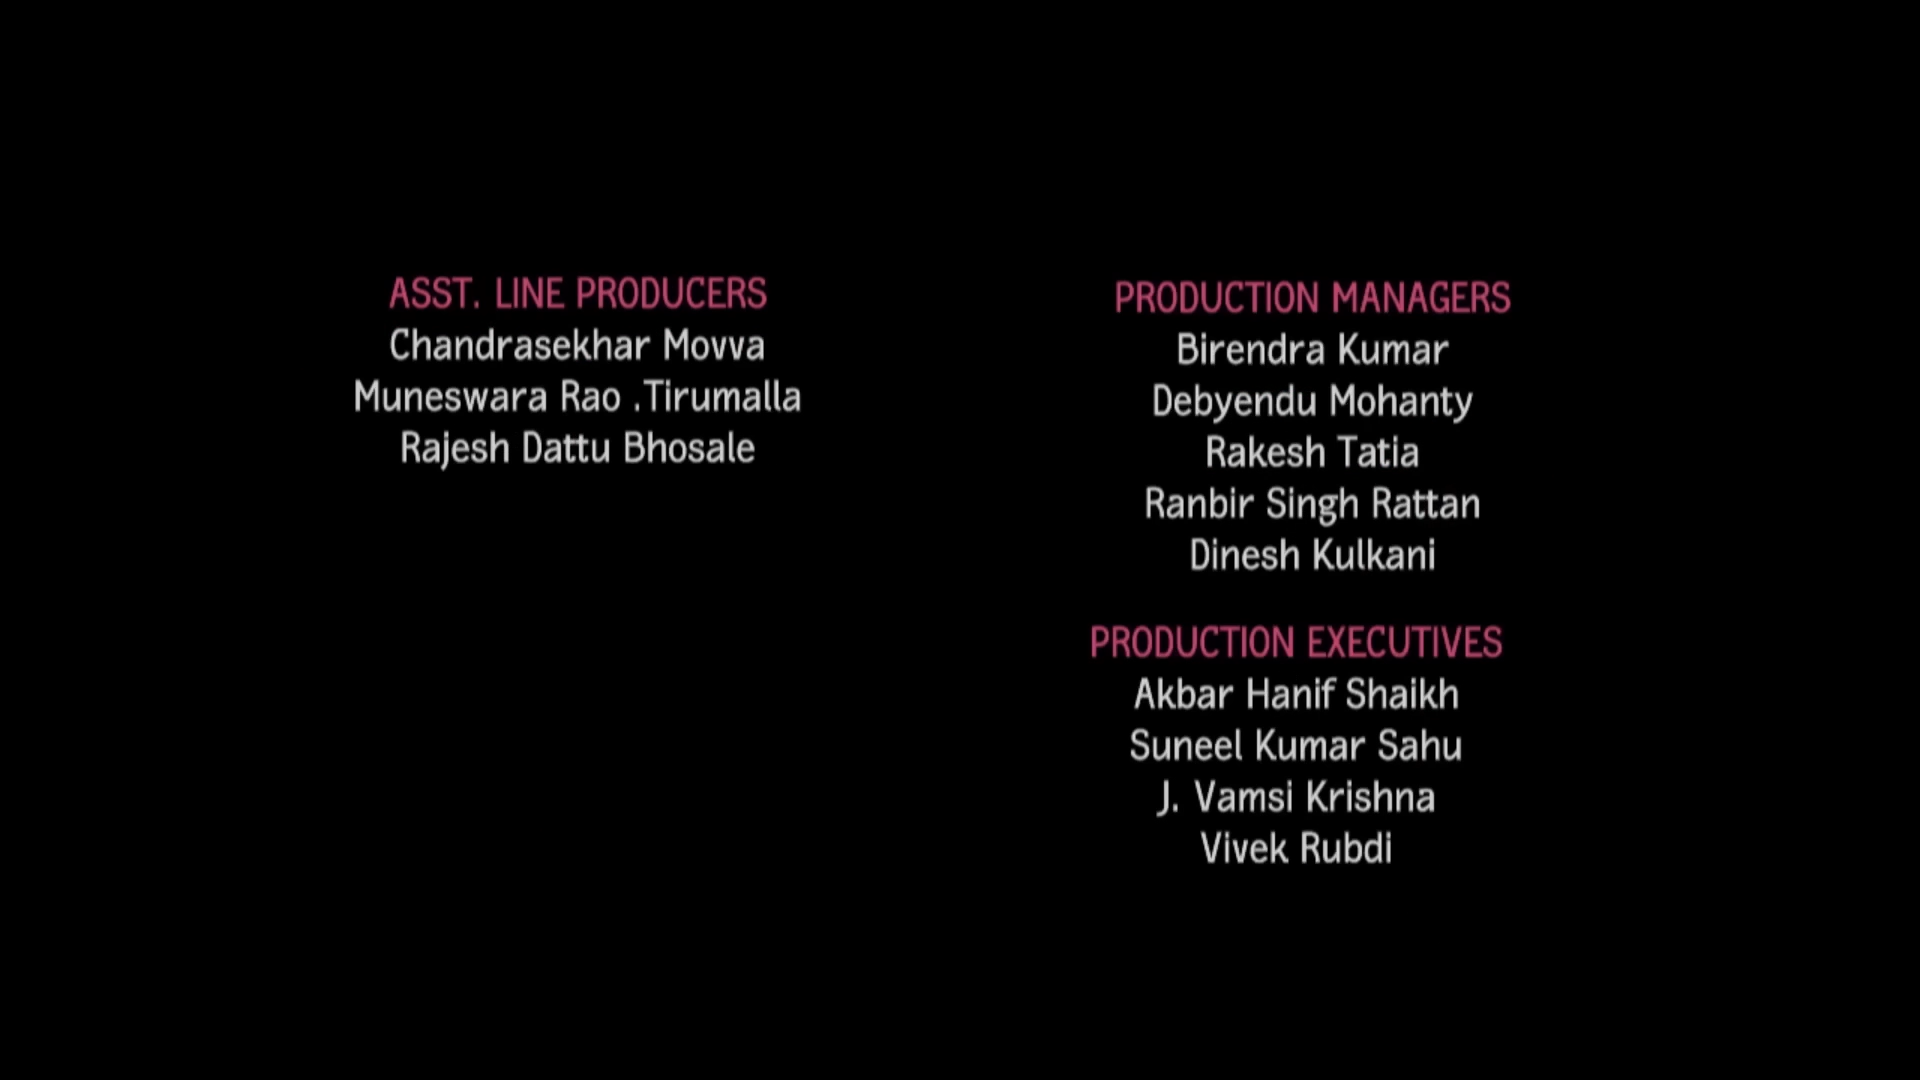 ASST. LINE PRODUCERS
Chandrasekhar Movva
Muneswara Rao .Tirumalla
Rajesh Dattu Bhosale
PRODUCTION MANAGERS
Birendra Kumar
Debyendu Mohanty
Rakesh Tatia
Ranbir Singh Rattan
Dinesh Kulkani
PRODUCTION EXECUTIVES
Akbar Hanif Shaikh
Suneel Kumar Sahu
J. Vamsi Krishna
Vivek Rubdi